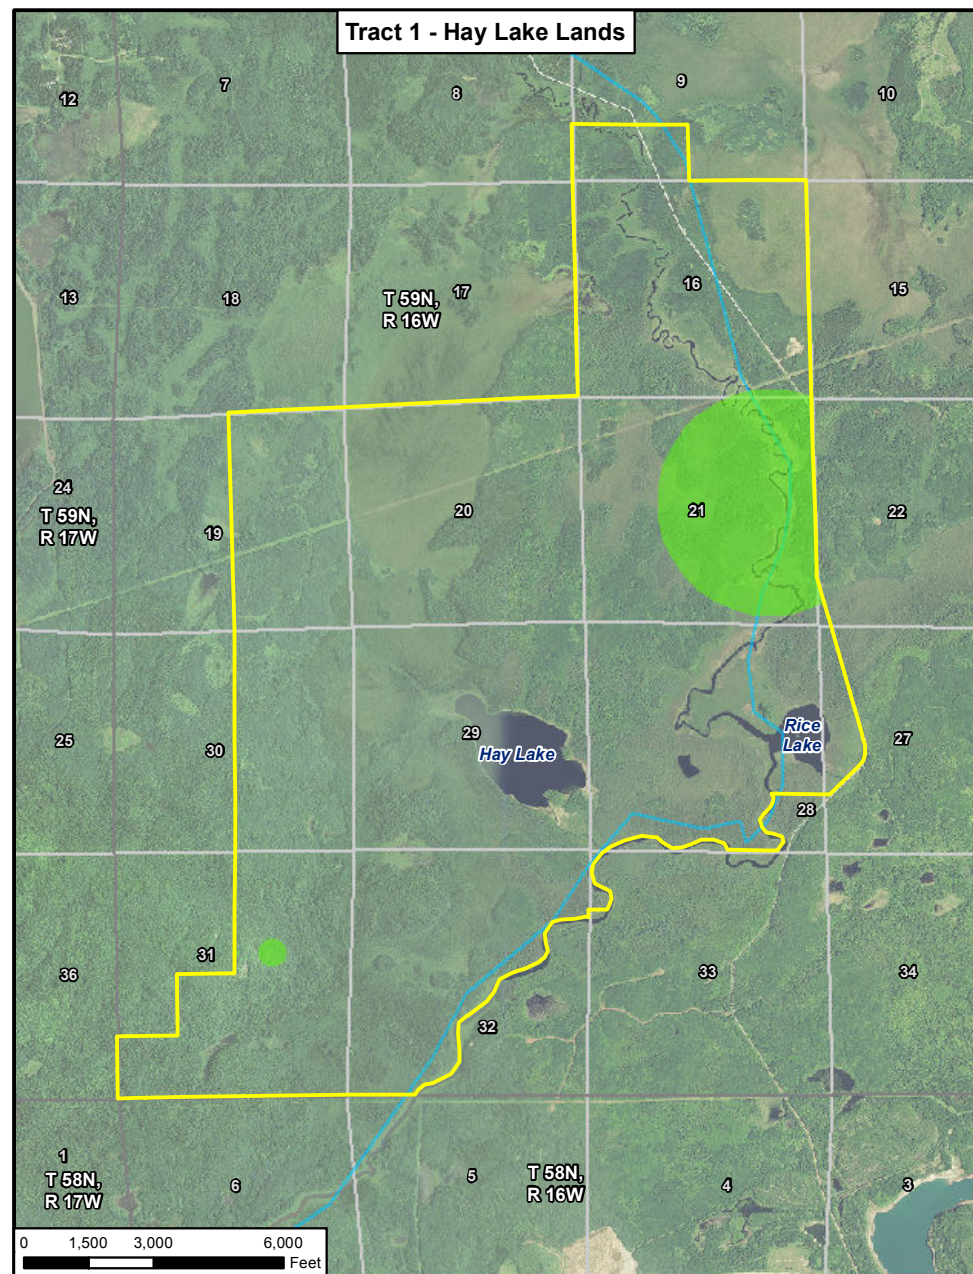 Tract 1 - Hay Lake Lands
7
8
9
10
12
13
18
T 59N,
R 16W
17
16
15
24
T 59N,
R 17W
19
20
21
22
25
30
29
Hay Lake
Rice
Lake
27
28
36
31
32
33
34
1
T 58N,
R 17W
6
5
T 58N,
R 16W
4
3
0 1,500 3,000 6,000
Feet